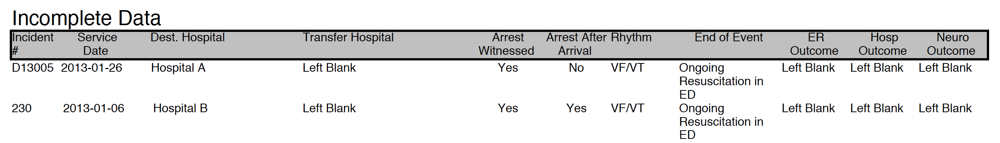 Incomplete Data
Incident Service Dest. Hospital Transfer Hospital Arrest Arrest After Rhythm End of Event ER Hosp Neuro
# Date Witnessed Arrival Outcome Outcome Outcome
D13005 2013-01-26 Hospital A Left Blank Yes No VF/VT Ongoing Left Blank Left Blank Left Blank
Resuscitation in
ED
230 2013-01-06 Hospital B Left Blank Yes Yes VF/VT Ongoing Left Blank Left Blank Left Blank
Resuscitation in
ED